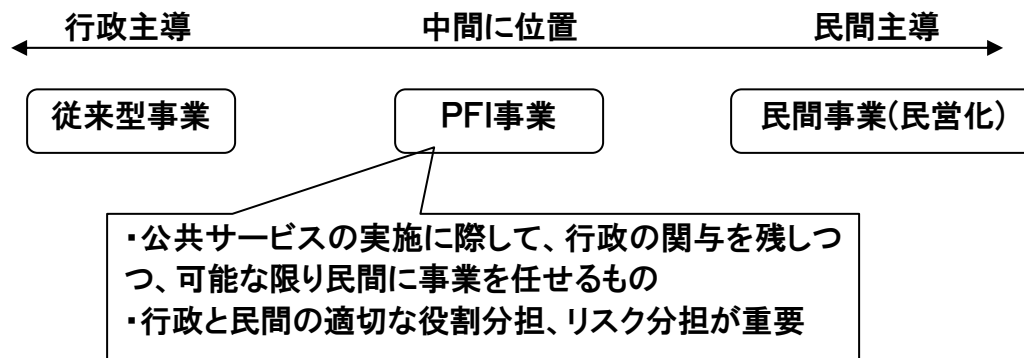 行政主導 中間に位置 民間主導
従来型事業 PFI事業 民間事業(民営化)
・公共サービスの実施に際して、行政の関与を残しつ
つ、可能な限り民間に事業を任せるもの
・行政と民間の適切な役割分担、リスク分担が重要